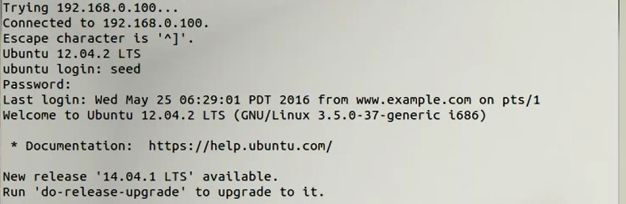 Trying 192.168.0.100...
Connected to 192.168.0.100.
Escape character is '^]'.
Ubuntu 12.04.2 LTS
ubuntu login: seed
Password:
Last login: Wed May 25 06:29:01 PDT 2016 from www.example.com on pts/1
Welcome to Ubuntu 12.04.2 LTS (GNU/Linux 3.5.0-37-generic i686)

 * Documentation:  https://help.ubuntu.com/

New release '14.04.1 LTS' available.
Run 'do-release-upgrade' to upgrade to it.